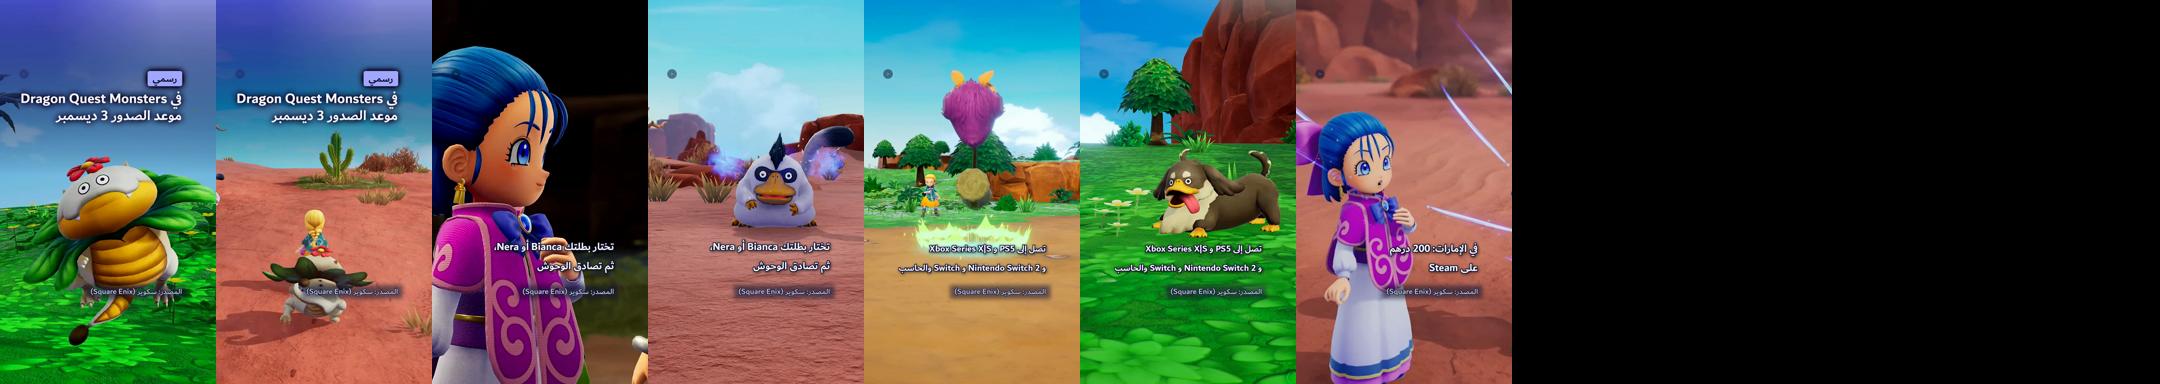 رسمي
في Dragon Quest Monsters
موعد الصدور 3 ديسمبر
المصدر: سكوير (Square Enix)
رسمي
في Dragon Quest Monsters
موعد الصدور 3 ديسمبر
المصدر: سكوير (Square Enix)
تختار بطلتك Bianca أو Nera،
ثم تصادق الوحوش
المصدر: سكوير (Square Enix)
تختار بطلتك Bianca أو Nera،
ثم تصادق الوحوش
المصدر: سكوير (Square Enix)
تصل إلى PS5 و Xbox Series X|S
و Nintendo Switch 2 و Switch والحاسب
المصدر: سكوير (Square Enix)
تصل إلى PS5 و Xbox Series X|S
و Nintendo Switch 2 و Switch والحاسب
المصدر: سكوير (Square Enix)
في الإمارات: 200 درهم
على Steam
المصدر: سكوير (Square Enix)